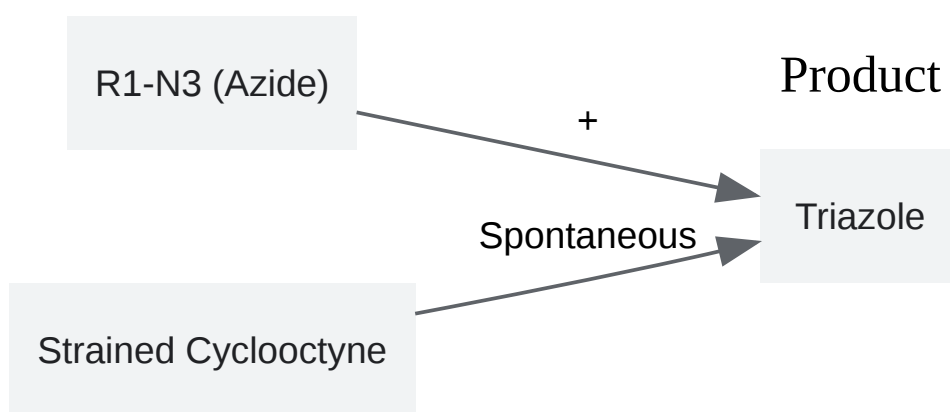 R1-N3 (Azide)
Product
+
Triazole
Spontaneous
Strained Cyclooctyne